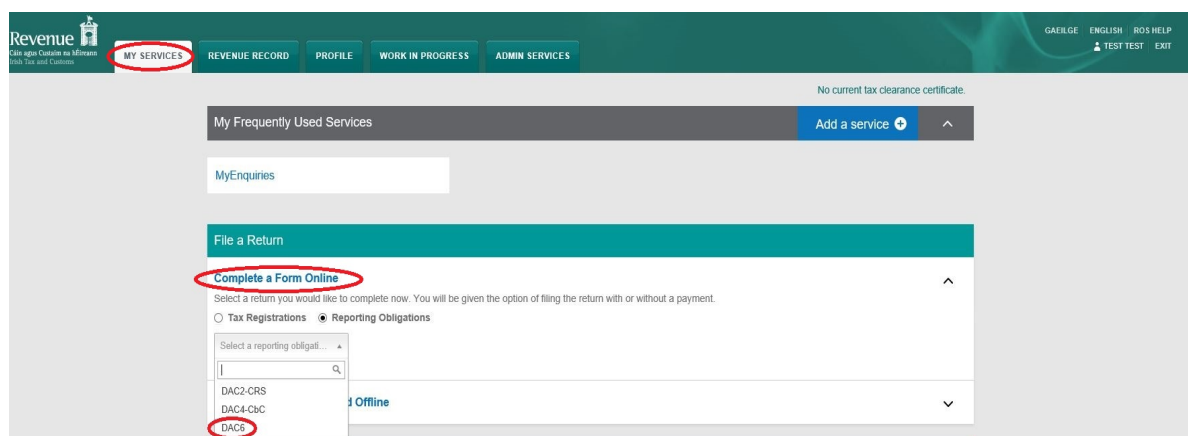 Revenue
Cáin agus Custaim na hÉireann
Irish Tax and Customs
MY SERVICES
REVENUE RECORD
PROFILE
WORK IN PROGRESS
ADMIN SERVICES
GAEILGE ENGLISH ROS HELP
TEST TEST EXIT
No current tax clearance certificate.
My Frequently Used Services
Add a service
MyEnquiries
File a Return
Complete a Form Online
Select a return you would like to complete now. You will be given the option of filing the return with or without a payment.
Tax Registrations Reporting Obligations
Select a reporting obligati...
DAC2-CRS
DAC4-CbC
Offline
DAC6